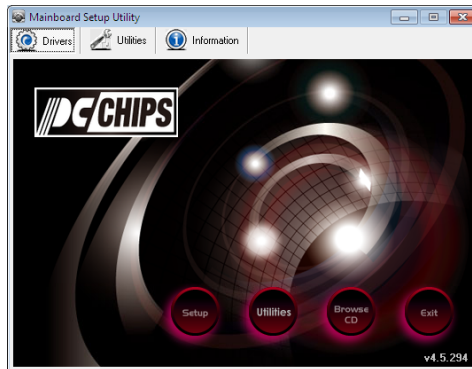 Mainboard Setup Utility
Drivers Utilities Information
PCCHIPS
Setup Utilities Browse CD Exit
v4.5.294